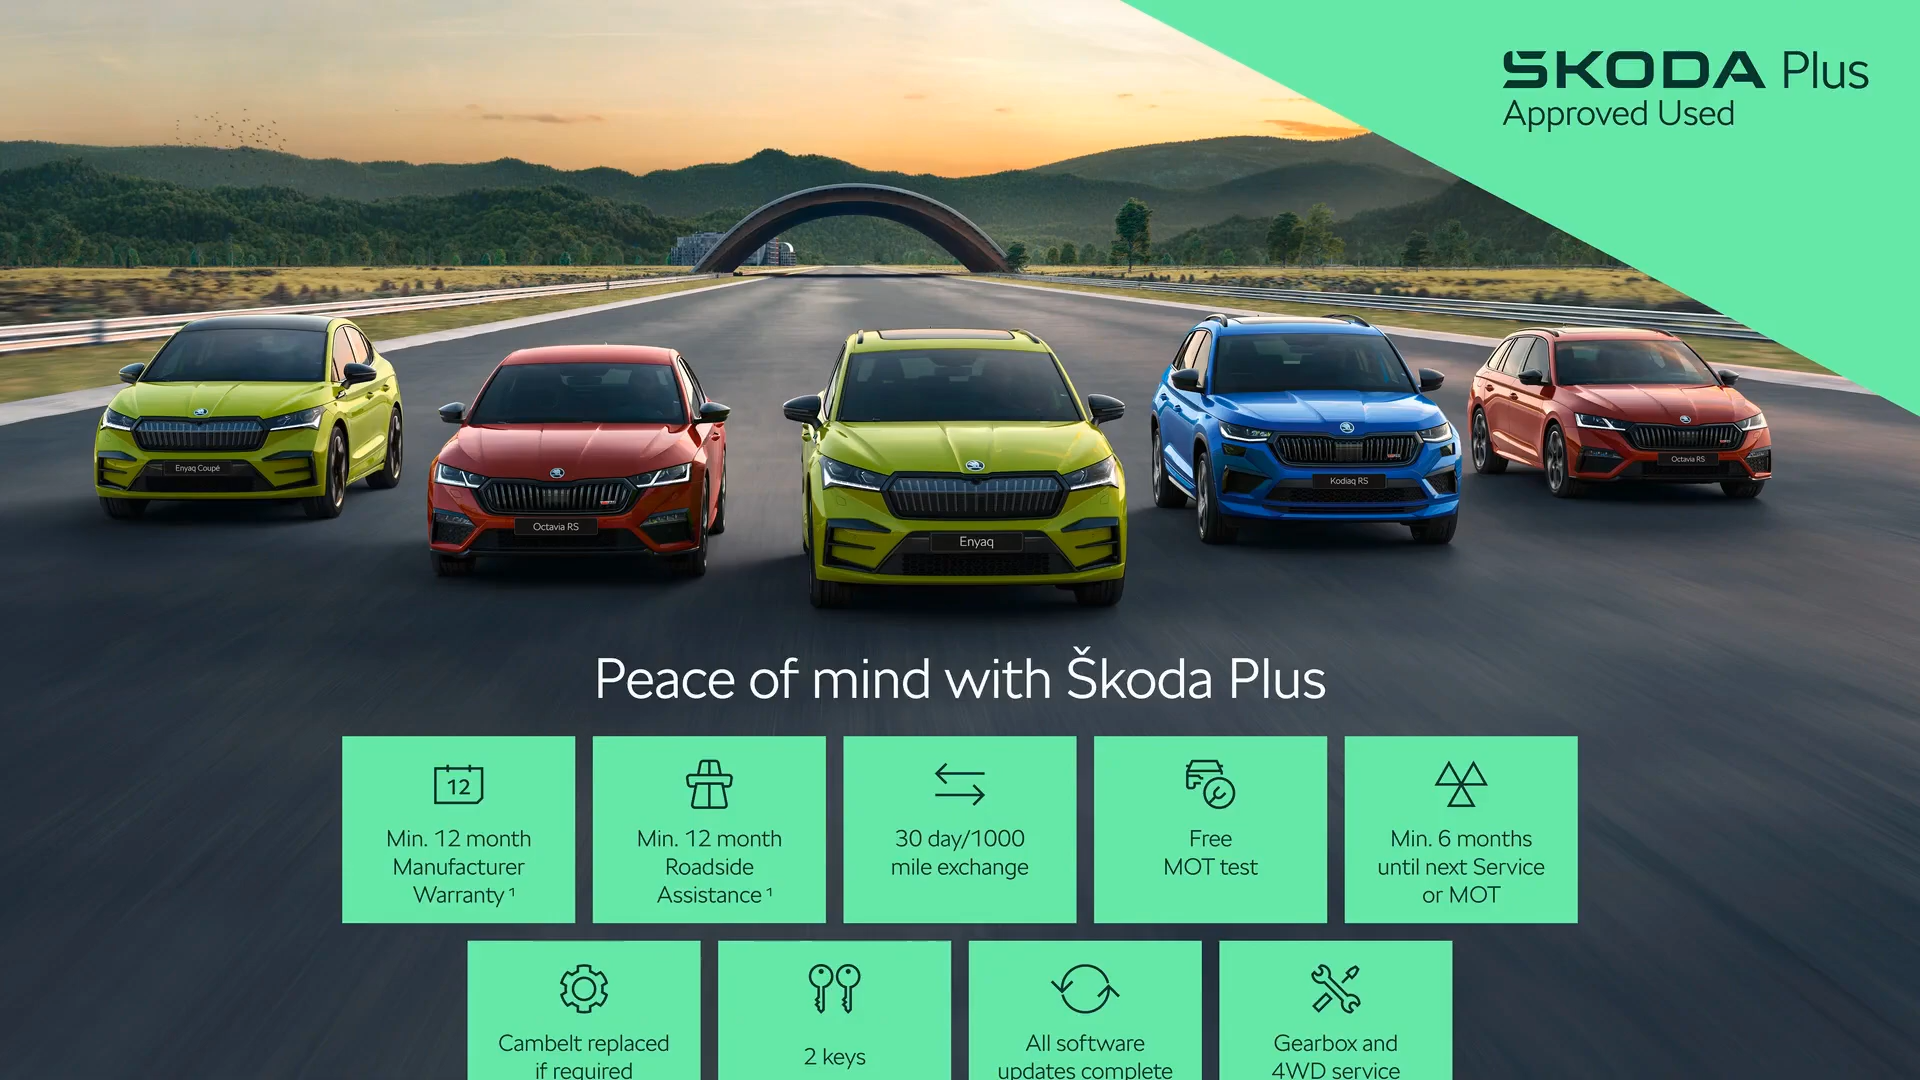 ŠKODA Plus
Approved Used
Enyaq Coupé
Octavia RS
Enyaq
Kodiaq RS
Octavia RS
Peace of mind with Škoda Plus
12
Min. 12 month
Manufacturer
Warranty ¹
Min. 12 month
Roadside
Assistance ¹
30 day/1000
mile exchange
Free
MOT test
Min. 6 months
until next Service
or MOT
Cambelt replaced
if required
2 keys
All software
updates complete
Gearbox and
4WD service